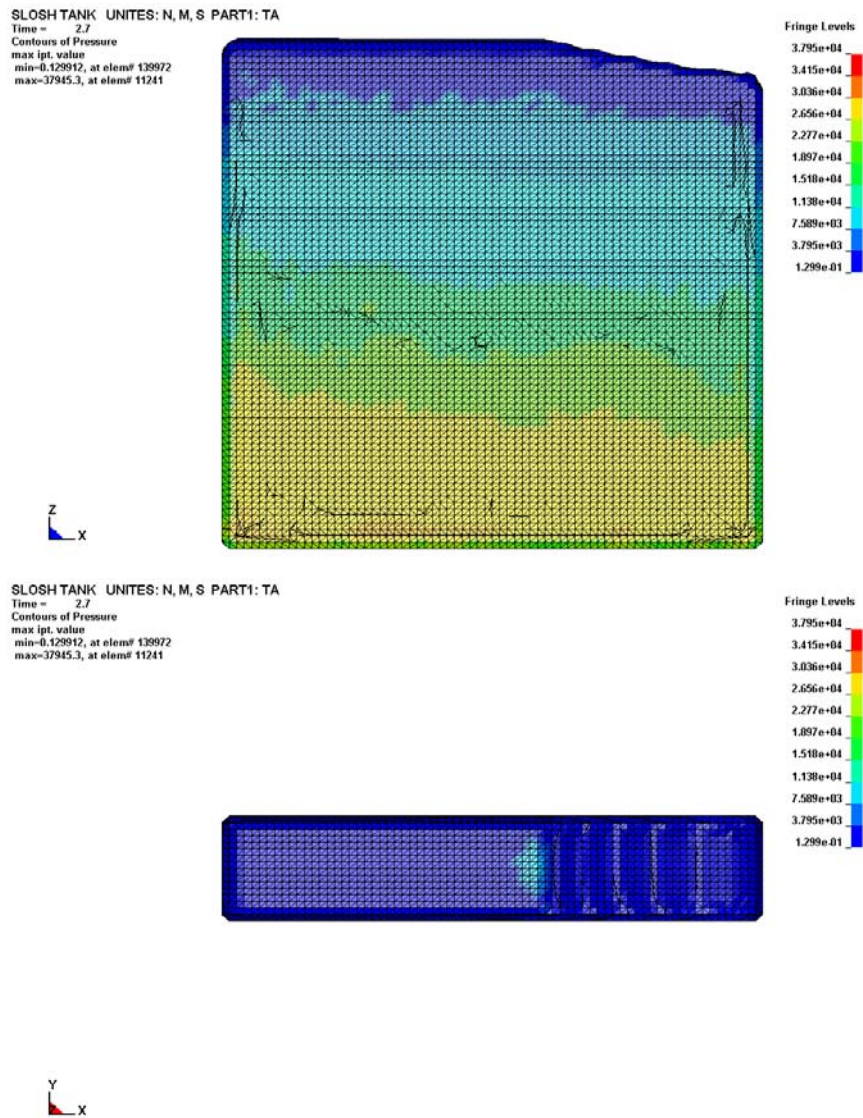 SLOSH TANK UNITES: N, M, S PART1: TA
Time = 2.7
Contours of Pressure
max ipt. value
min=0.129912, at elem# 139972
max=37945.3, at elem# 11241
Fringe Levels
3.795e+04
3.415e+04
3.036e+04
2.656e+04
2.277e+04
1.897e+04
1.518e+04
1.138e+04
7.589e+03
3.795e+03
1.299e-01
Z
X
SLOSH TANK UNITES: N, M, S PART1: TA
Time = 2.7
Contours of Pressure
max ipt. value
min=0.129912, at elem# 139972
max=37945.3, at elem# 11241
Fringe Levels
3.795e+04
3.415e+04
3.036e+04
2.656e+04
2.277e+04
1.897e+04
1.518e+04
1.138e+04
7.589e+03
3.795e+03
1.299e-01
Y
X